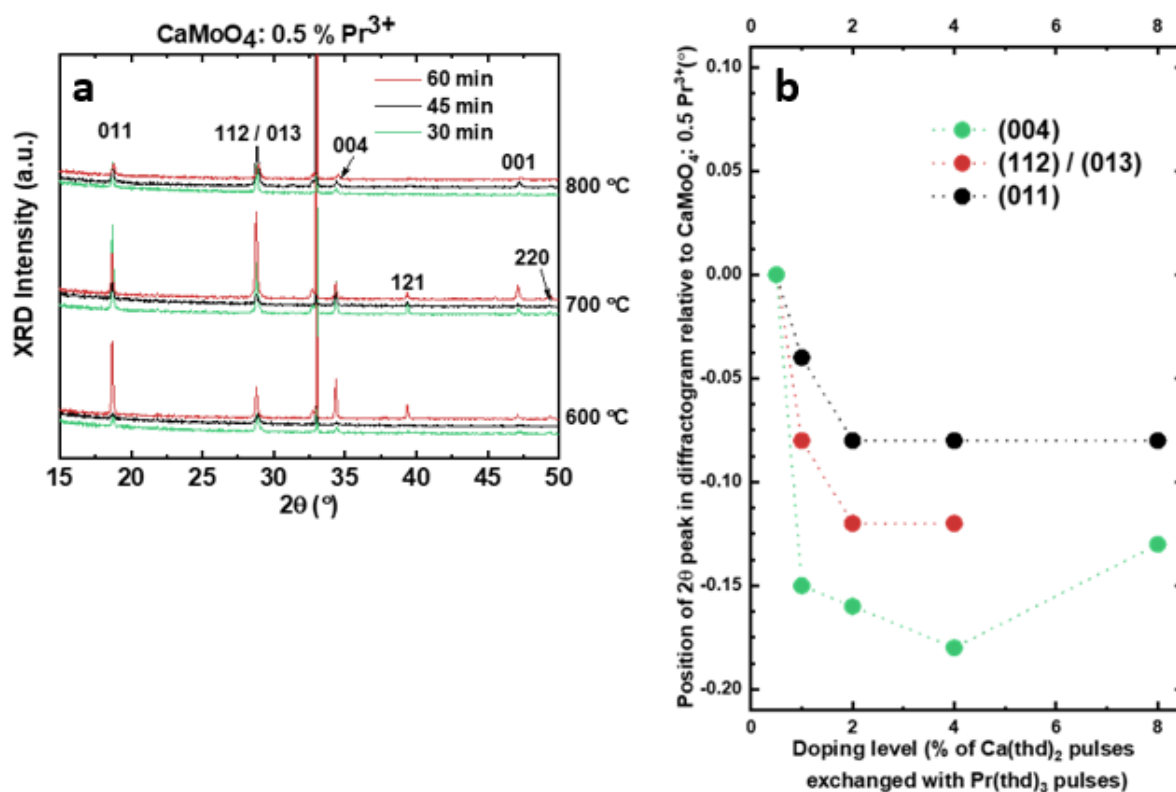 CaMoO₄: 0.5 % Pr³⁺
a
60 min
45 min
30 min
011
112 / 013
004
001
800 °C
220
121
700 °C
600 °C
XRD Intensity (a.u.)
15 20 25 30 35 40 45 50
2θ (°)
0 2 4 6 8
b
0.10
0.05
0.00
-0.05
-0.10
-0.15
-0.20
(004)
(112) / (013)
(011)
Position of 2θ peak in diffractogram relative to CaMoO₄: 0.5 Pr³⁺(°)
0 2 4 6 8
Doping level (% of Ca(thd)₂ pulses
exchanged with Pr(thd)₃ pulses)